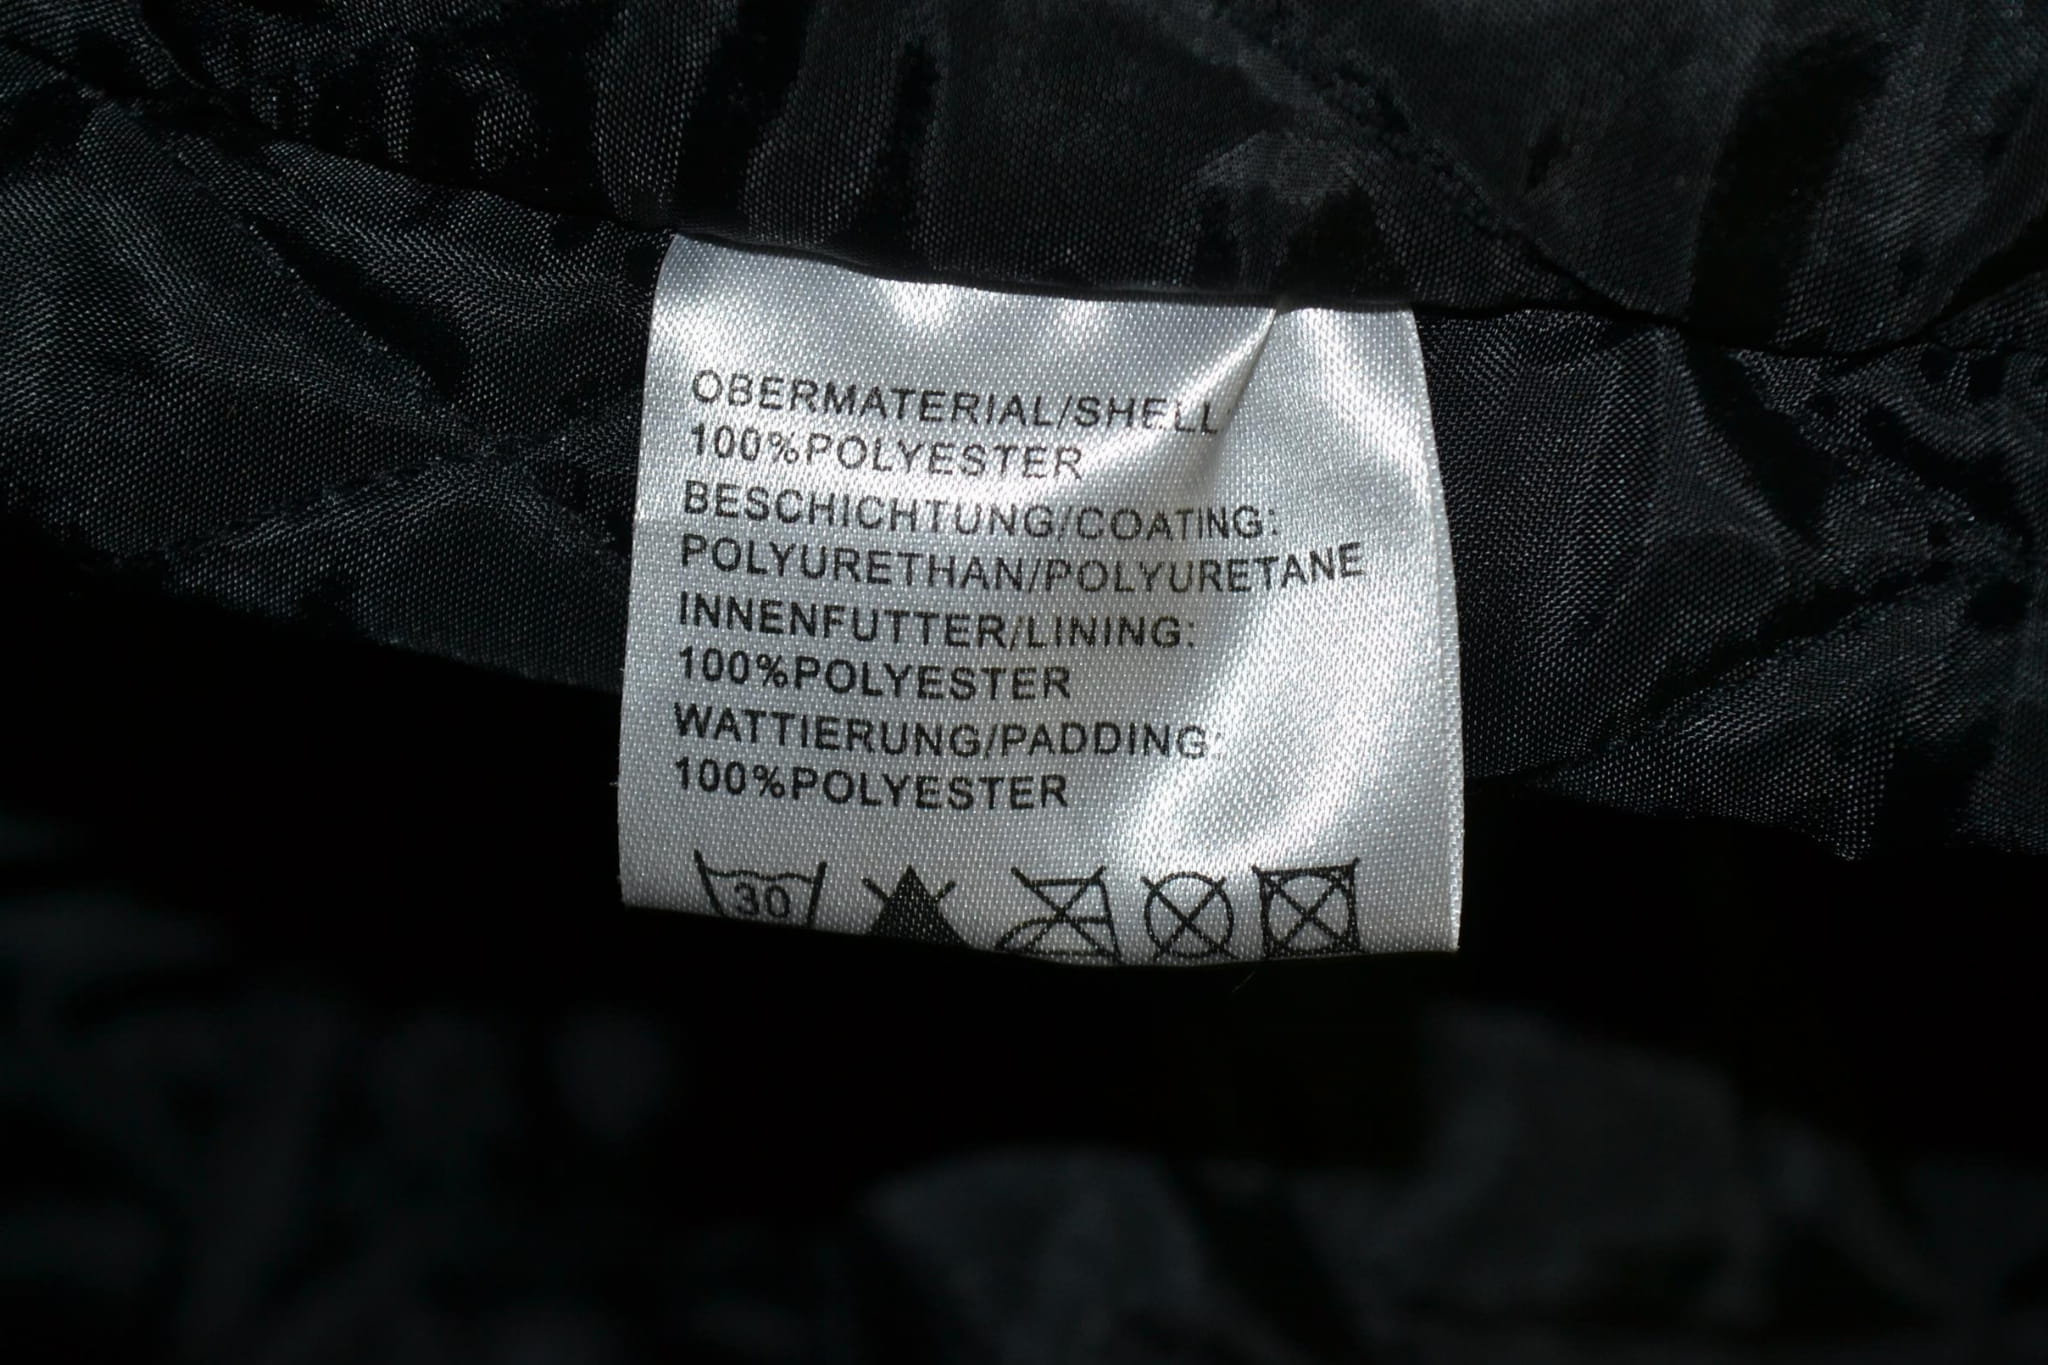 OBERMATERIAL/SHELL:
100%POLYESTER
BESCHICHTUNG/COATING:
POLYURETHAN/POLYURETANE
INNENFUTTER/LINING:
100%POLYESTER
WATTIERUNG/PADDING:
100%POLYESTER
30